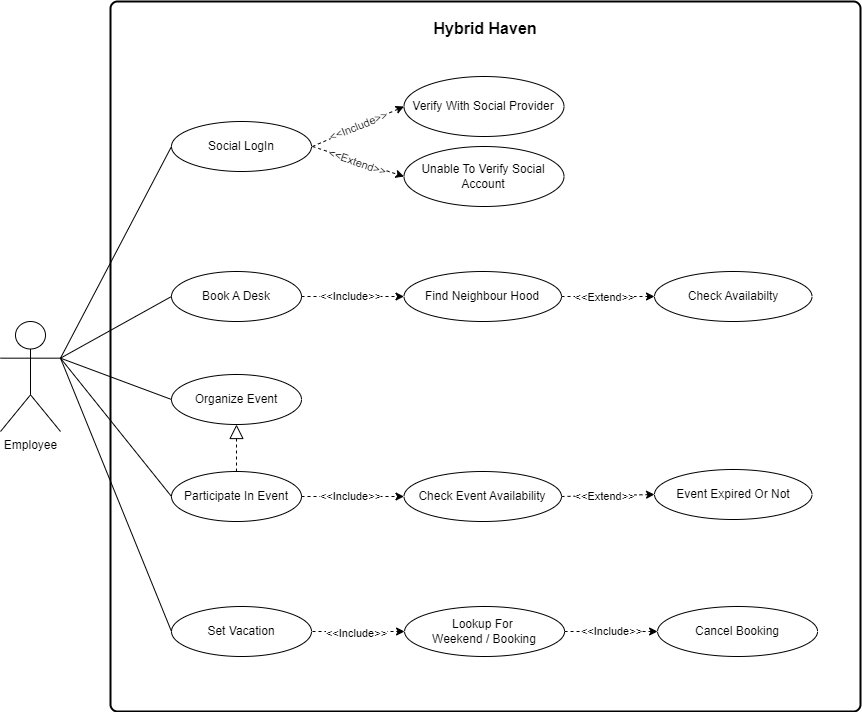 Hybrid Haven
Verify With Social Provider
<<Include>>
Social LogIn
<<Extend>>
Unable To Verify Social
Account
Book A Desk
<<Include>>
Find Neighbour Hood
<<Extend>>
Check Availabilty
Organize Event
Employee
Participate In Event
<<Include>>
Check Event Availability
<<Extend>>
Event Expired Or Not
Set Vacation
<<Include>>
Lookup For
Weekend / Booking
<<Include>>
Cancel Booking